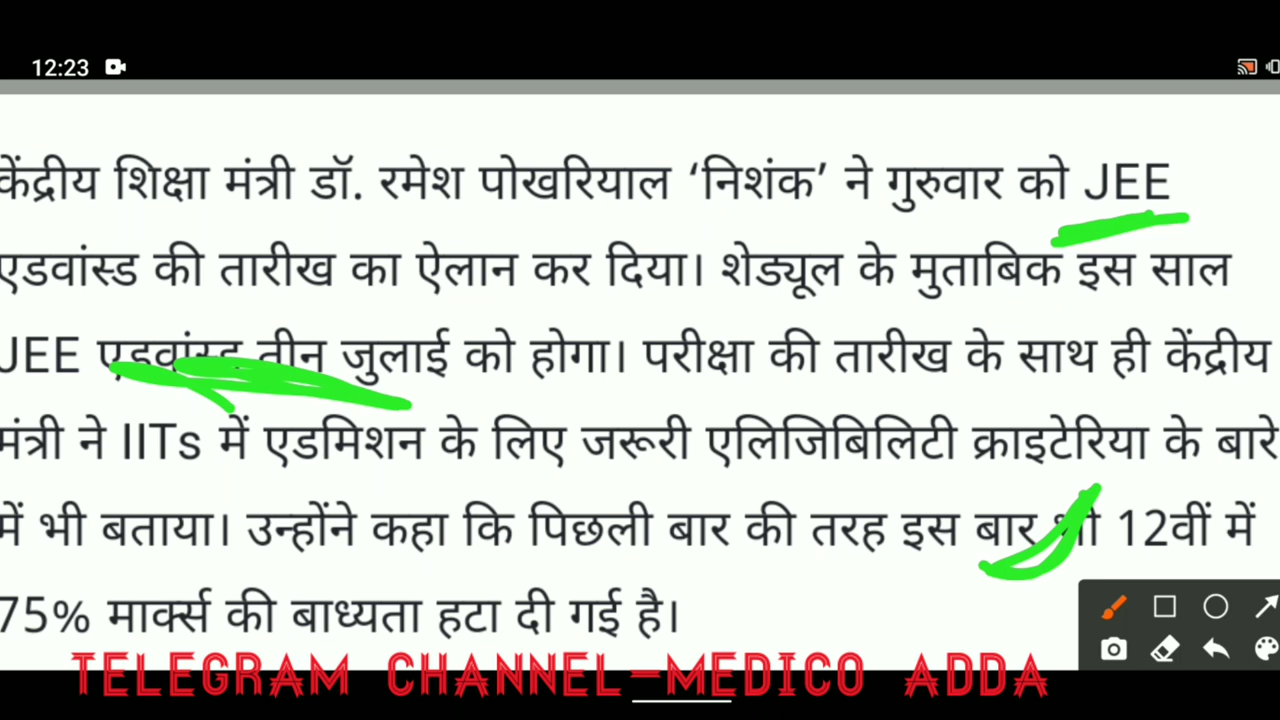 12:23
केंद्रीय शिक्षा मंत्री डॉ. रमेश पोखरियाल ‘निशंक’ ने गुरुवार को JEE
एडवांस्ड की तारीख का ऐलान कर दिया। शेड्यूल के मुताबिक इस साल
JEE एडवांस्ड तीन जुलाई को होगा। परीक्षा की तारीख के साथ ही केंद्रीय
मंत्री ने IITs में एडमिशन के लिए जरूरी एलिजिबिलिटी क्राइटेरिया के बारे
में भी बताया। उन्होंने कहा कि पिछली बार की तरह इस बार भी 12वीं में
75% मार्क्स की बाध्यता हटा दी गई है।
TELEGRAM CHANNEL-MEDICO ADDA